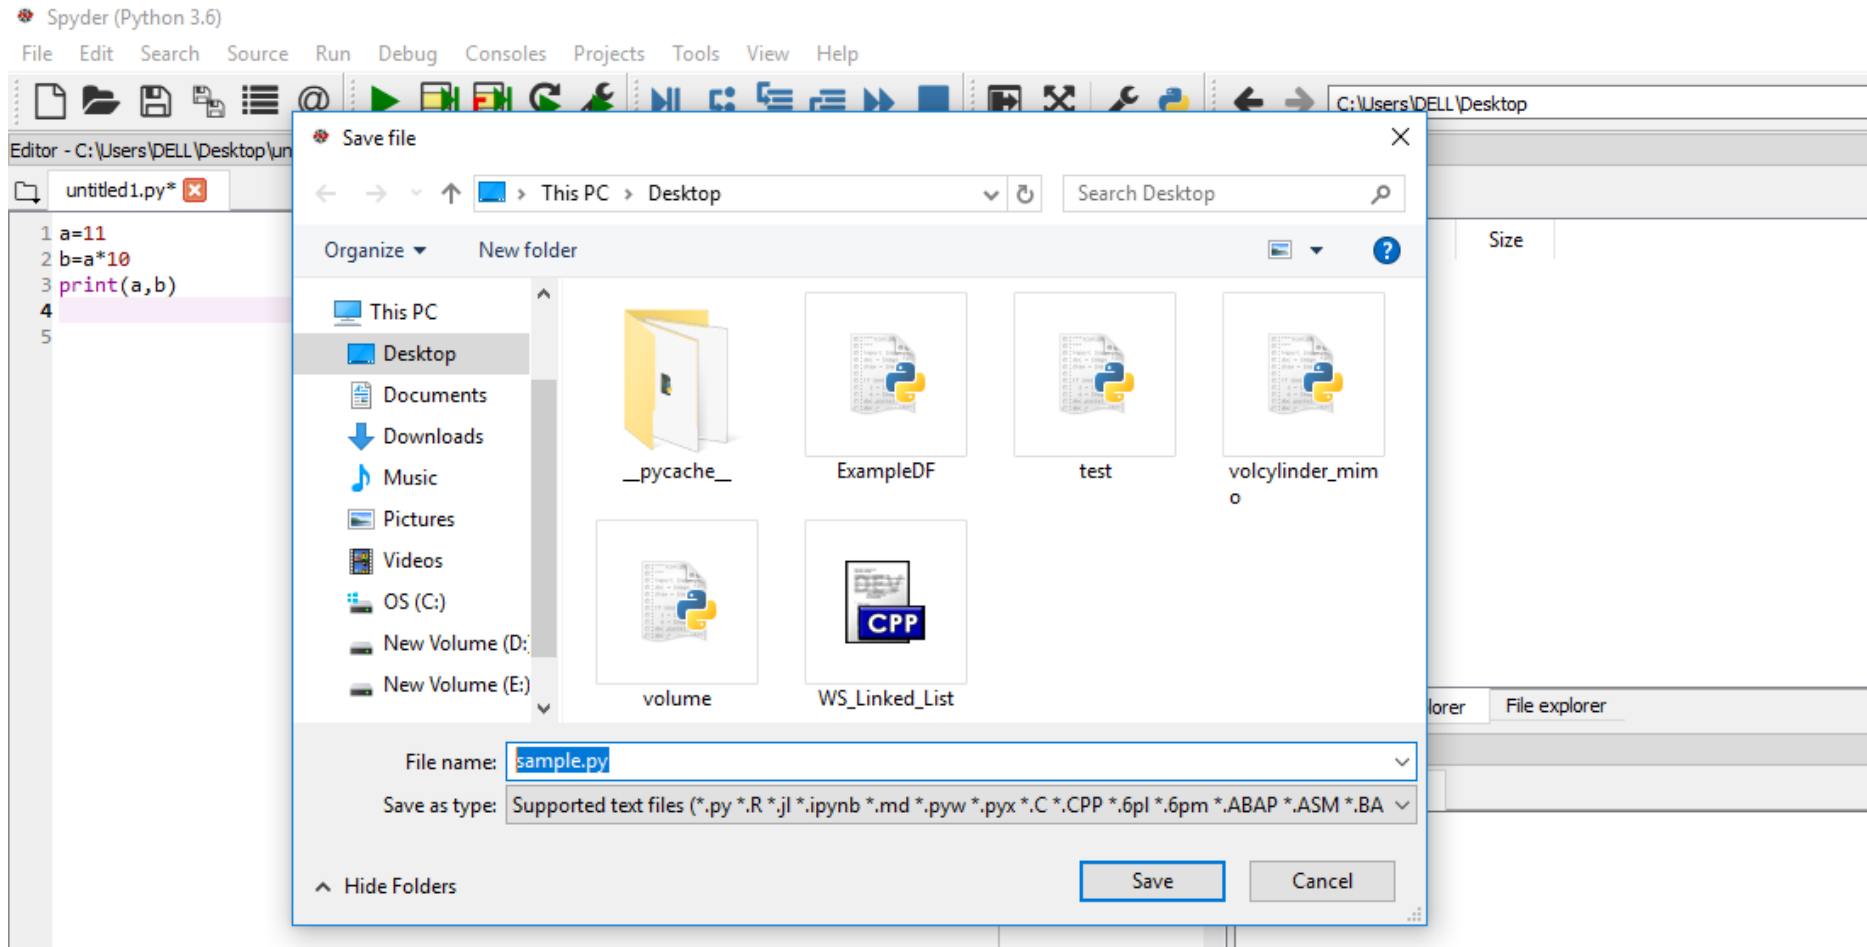 Spyder (Python 3.6)
File Edit Search Source Run Debug Consoles Projects Tools View Help
C:\Users\DELL\Desktop
Editor - C:\Users\DELL\Desktop\un
untitled1.py*
1 a=11
2 b=a*10
3 print(a,b)
4
5
Save file
This PC > Desktop
Search Desktop
Organize
New folder
Size
This PC
Desktop
Documents
Downloads
Music
Pictures
Videos
OS (C:)
New Volume (D:
New Volume (E:)
__pycache__
ExampleDF
test
volcylinder_mim
o
volume
DEV
CPP
WS_Linked_List
lorer
File explorer
File name: sample.py
Save as type: Supported text files (*.py *.R *.jl *.ipynb *.md *.pyw *.pyx *.C *.CPP *.6pl *.6pm *.ABAP *.ASM *.BA
Hide Folders
Save
Cancel